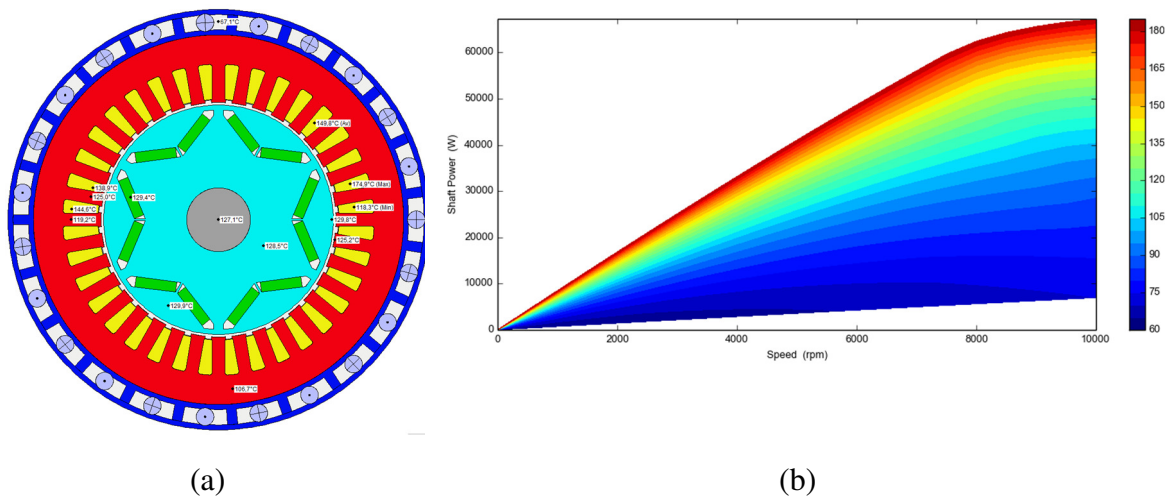 67,1°C
149,8°C (Av)
174,9°C (Max)
138,9°C
125,0°C
129,4°C
144,6°C
118,3°C (Min)
119,2°C
127,1°C
129,8°C
125,2°C
128,5°C
129,9°C
106,7°C
(a)
Shaft Power (W)
60000
50000
40000
30000
20000
10000
0
0 2000 4000 6000 8000 10000
Speed (rpm)
180
165
150
135
120
105
90
75
60
(b)